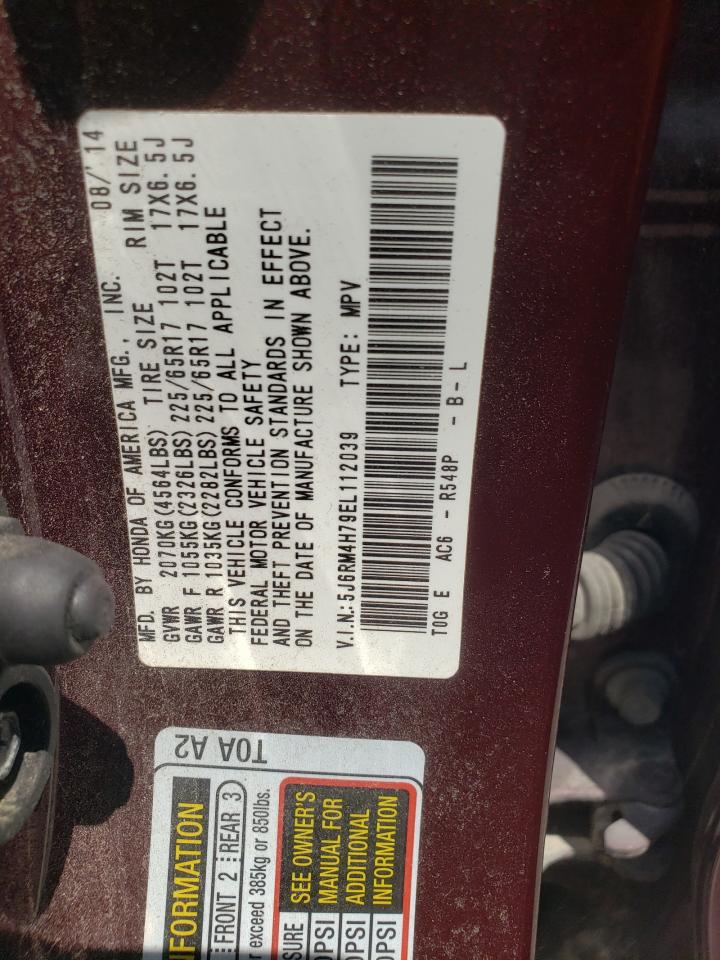 MFD. BY HONDA OF AMERICA MFG., INC. 08/'14
GVWR 2070KG(4564LBS) TIRE SIZE RIM SIZE
GAWR F 1055KG(2326LBS) 225/65R17 102T 17X6.5J
GAWR R 1035KG(2282LBS) 225/65R17 102T 17X6.5J
THIS VEHICLE CONFORMS TO ALL APPLICABLE
FEDERAL MOTOR VEHICLE SAFETY
AND THEFT PREVENTION STANDARDS IN EFFECT
ON THE DATE OF MANUFACTURE SHOWN ABOVE.
V.I.N.:5J6RM4H79EL112039 TYPE: MPV
T0G E AC6 - R548P - B - L
T0A A2
NFORMATION
FRONT 2 REAR 3
r exceed 385kg or 850lbs.
SURE
0PSI
0PSI
0PSI
SEE OWNER'S
MANUAL FOR
ADDITIONAL
INFORMATION